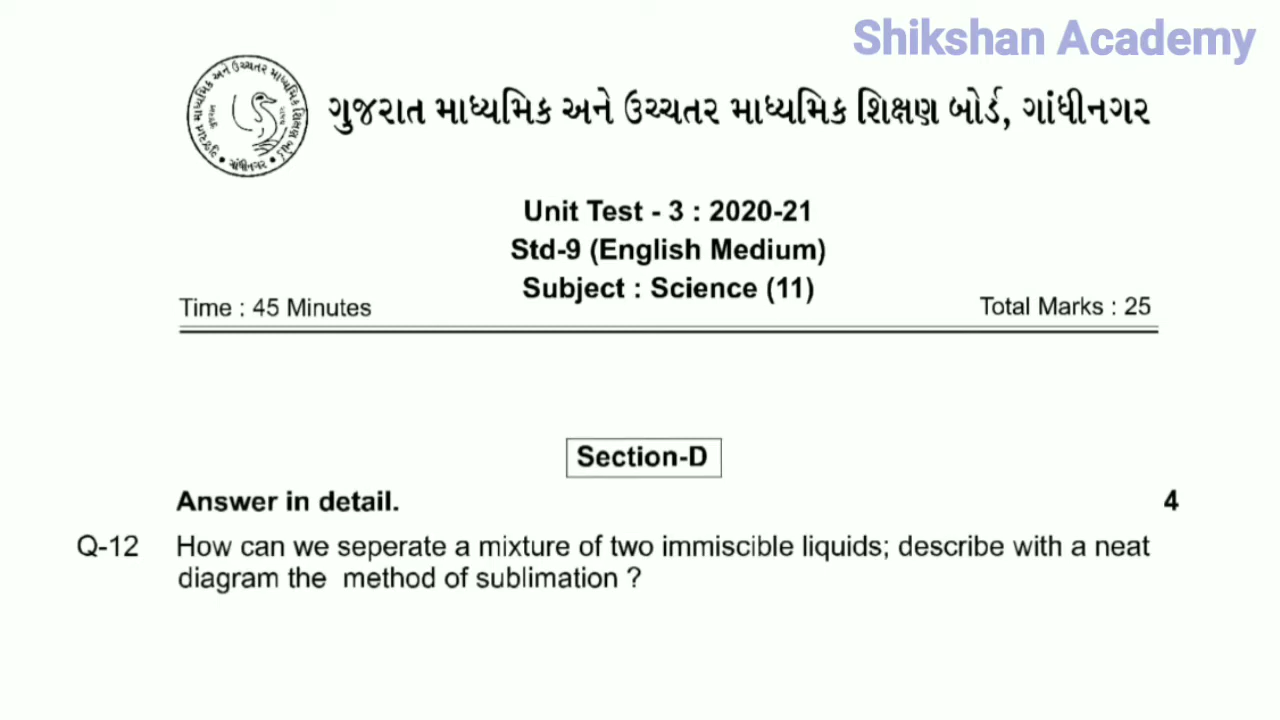 Shikshan Academy
ગુજરાત માધ્યમિક અને ઉચ્ચતર માધ્યમિક શિક્ષણ બોર્ડ, ગાંધીનગર
Unit Test - 3 : 2020-21
Std-9 (English Medium)
Subject : Science (11)
Time : 45 Minutes
Total Marks : 25
Section-D
Answer in detail. 4
Q-12 How can we seperate a mixture of two immiscible liquids; describe with a neat
diagram the method of sublimation ?